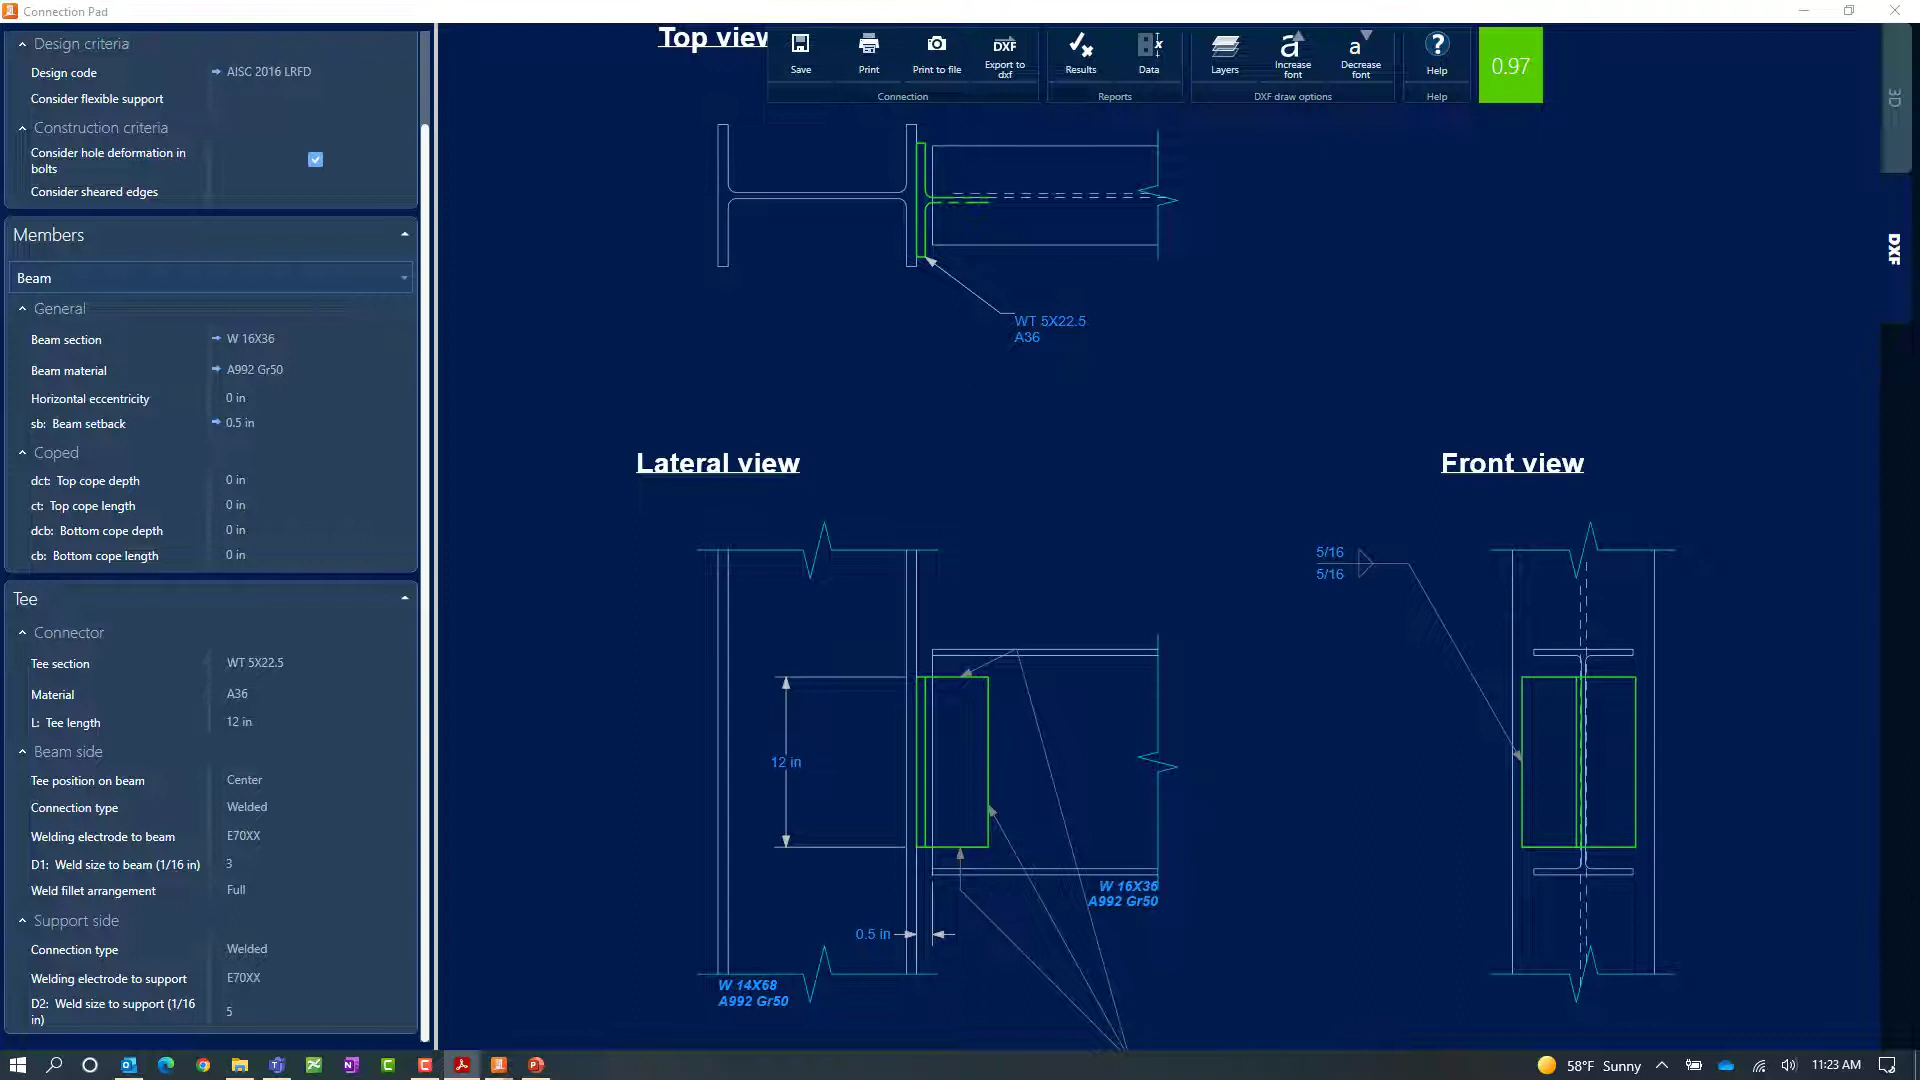 Connection Pad
Design criteria
Design code AISC 2016 LRFD
Consider flexible support
Construction criteria
Consider hole deformation in
bolts
Consider sheared edges
Members
Beam
General
Beam section W 16X36
Beam material A992 Gr50
Horizontal eccentricity 0 in
sb: Beam setback 0.5 in
Coped
dct: Top cope depth 0 in
ct: Top cope length 0 in
dcb: Bottom cope depth 0 in
cb: Bottom cope length 0 in
Tee
Connector
Tee section WT 5X22.5
Material A36
L: Tee length 12 in
Beam side
Tee position on beam Center
Connection type Welded
Welding electrode to beam E70XX
D1: Weld size to beam (1/16 in) 3
Weld fillet arrangement Full
Support side
Connection type Welded
Welding electrode to support E70XX
D2: Weld size to support (1/16
in) 5
Top view
Save
Print
Print to file
DXF
Export to
dxf
Connection
Results
Data
Reports
Layers
a
Increase
font
a
Decrease
font
DXF draw options
?
Help
Help
0.97
3D
DXF
WT 5X22.5
A36
Lateral view
12 in
0.5 in
W 14X68
A992 Gr50
W 16X36
A992 Gr50
Front view
5/16
5/16
58°F Sunny
11:23 AM